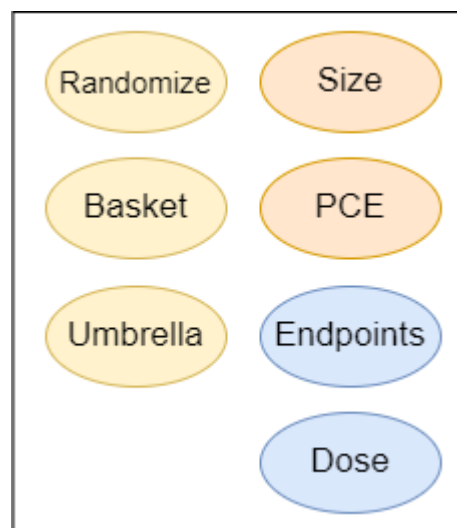 Randomize
Size
Basket
PCE
Umbrella
Endpoints
Dose